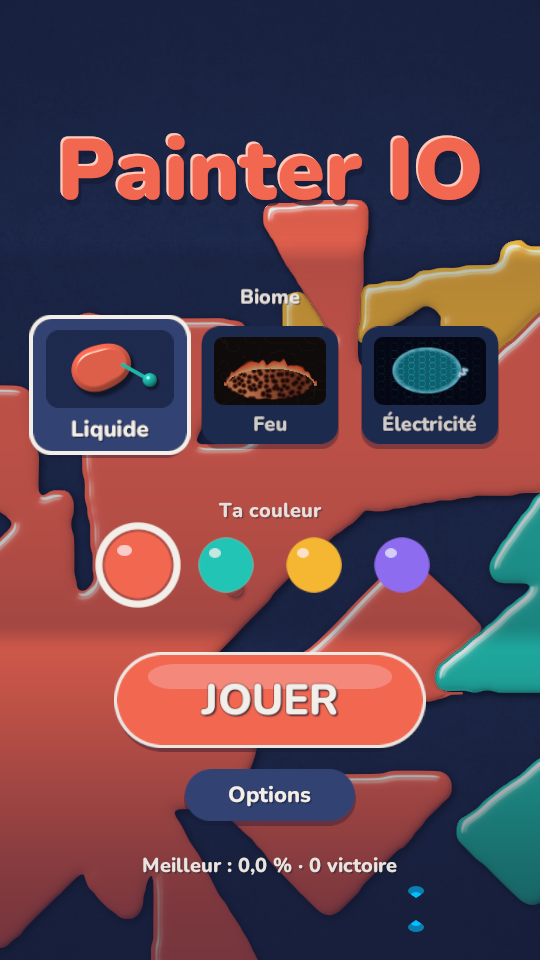 Painter IO
Biome
Liquide
Feu
Électricité
Ta couleur
JOUER
Options
Meilleur : 0,0 % · 0 victoire